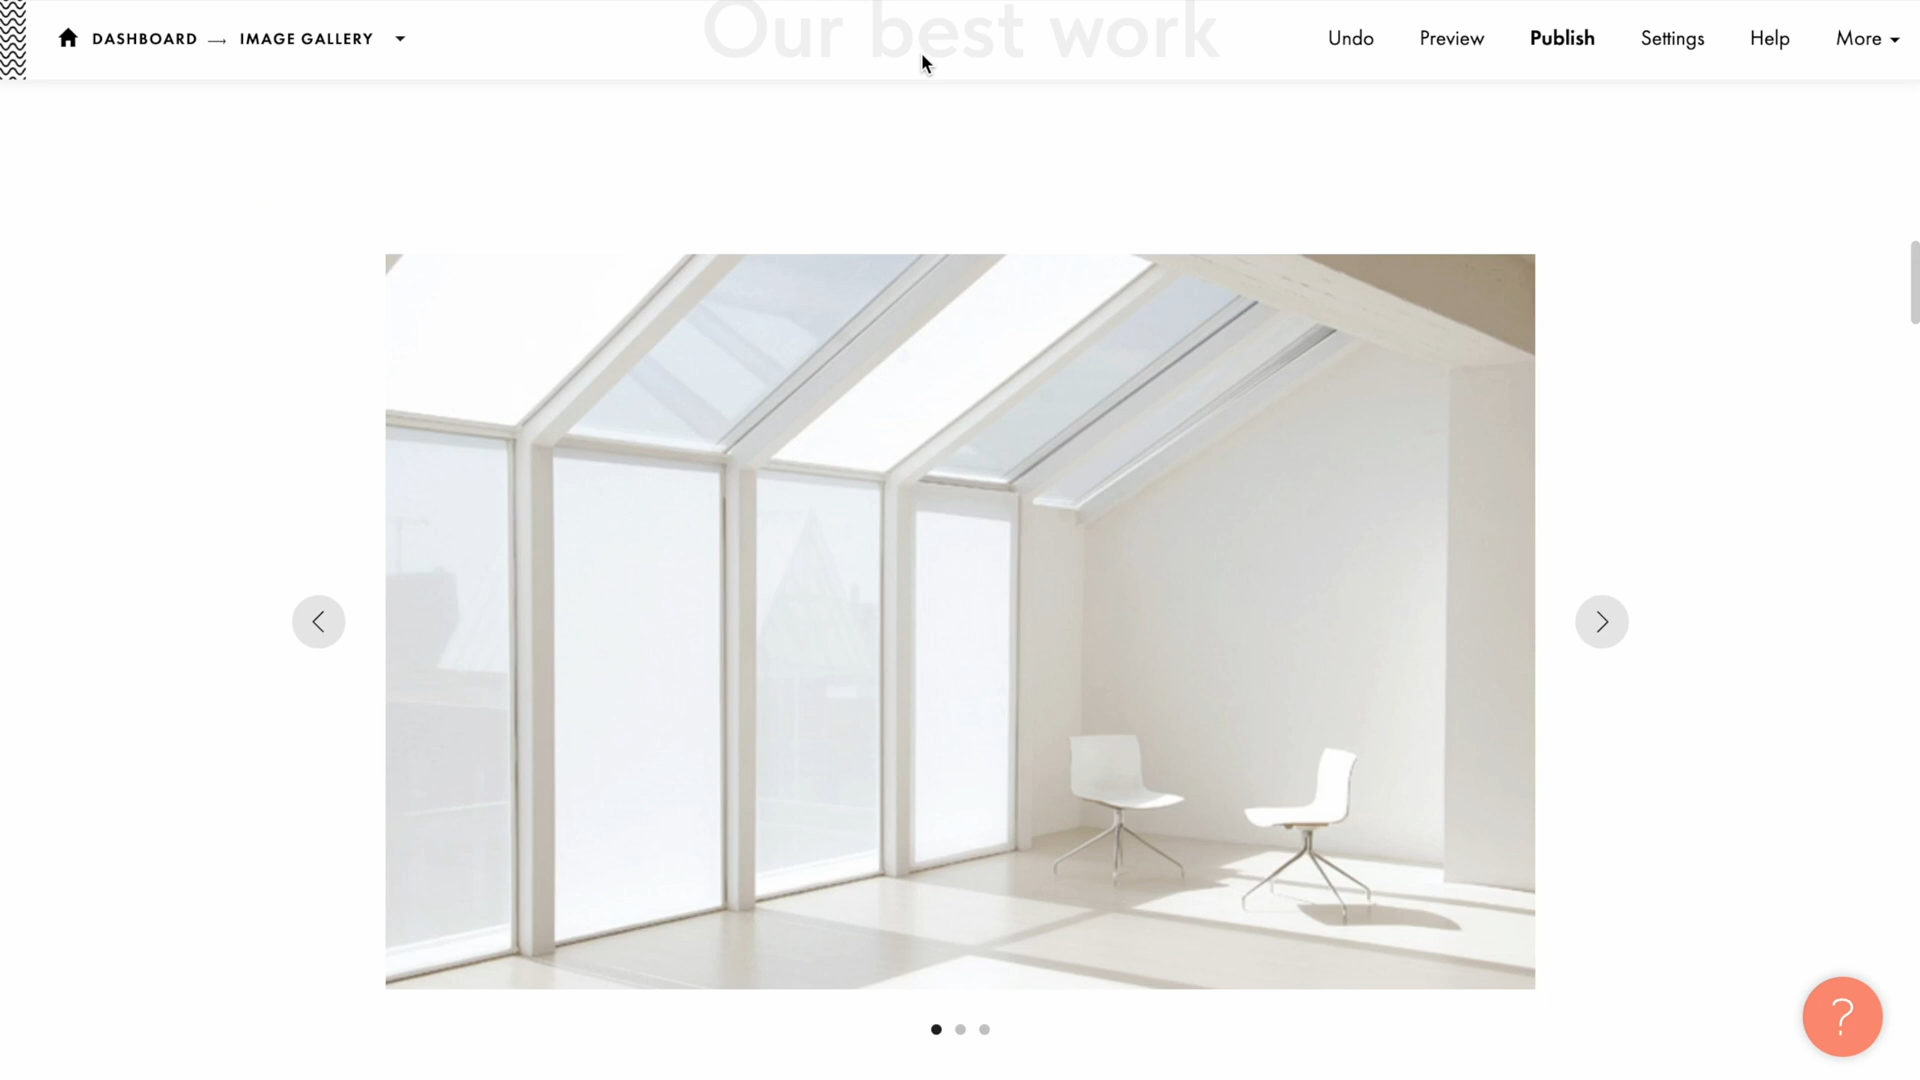 Our best work
DASHBOARD → IMAGE GALLERY
Undo Preview Publish Settings Help More
?